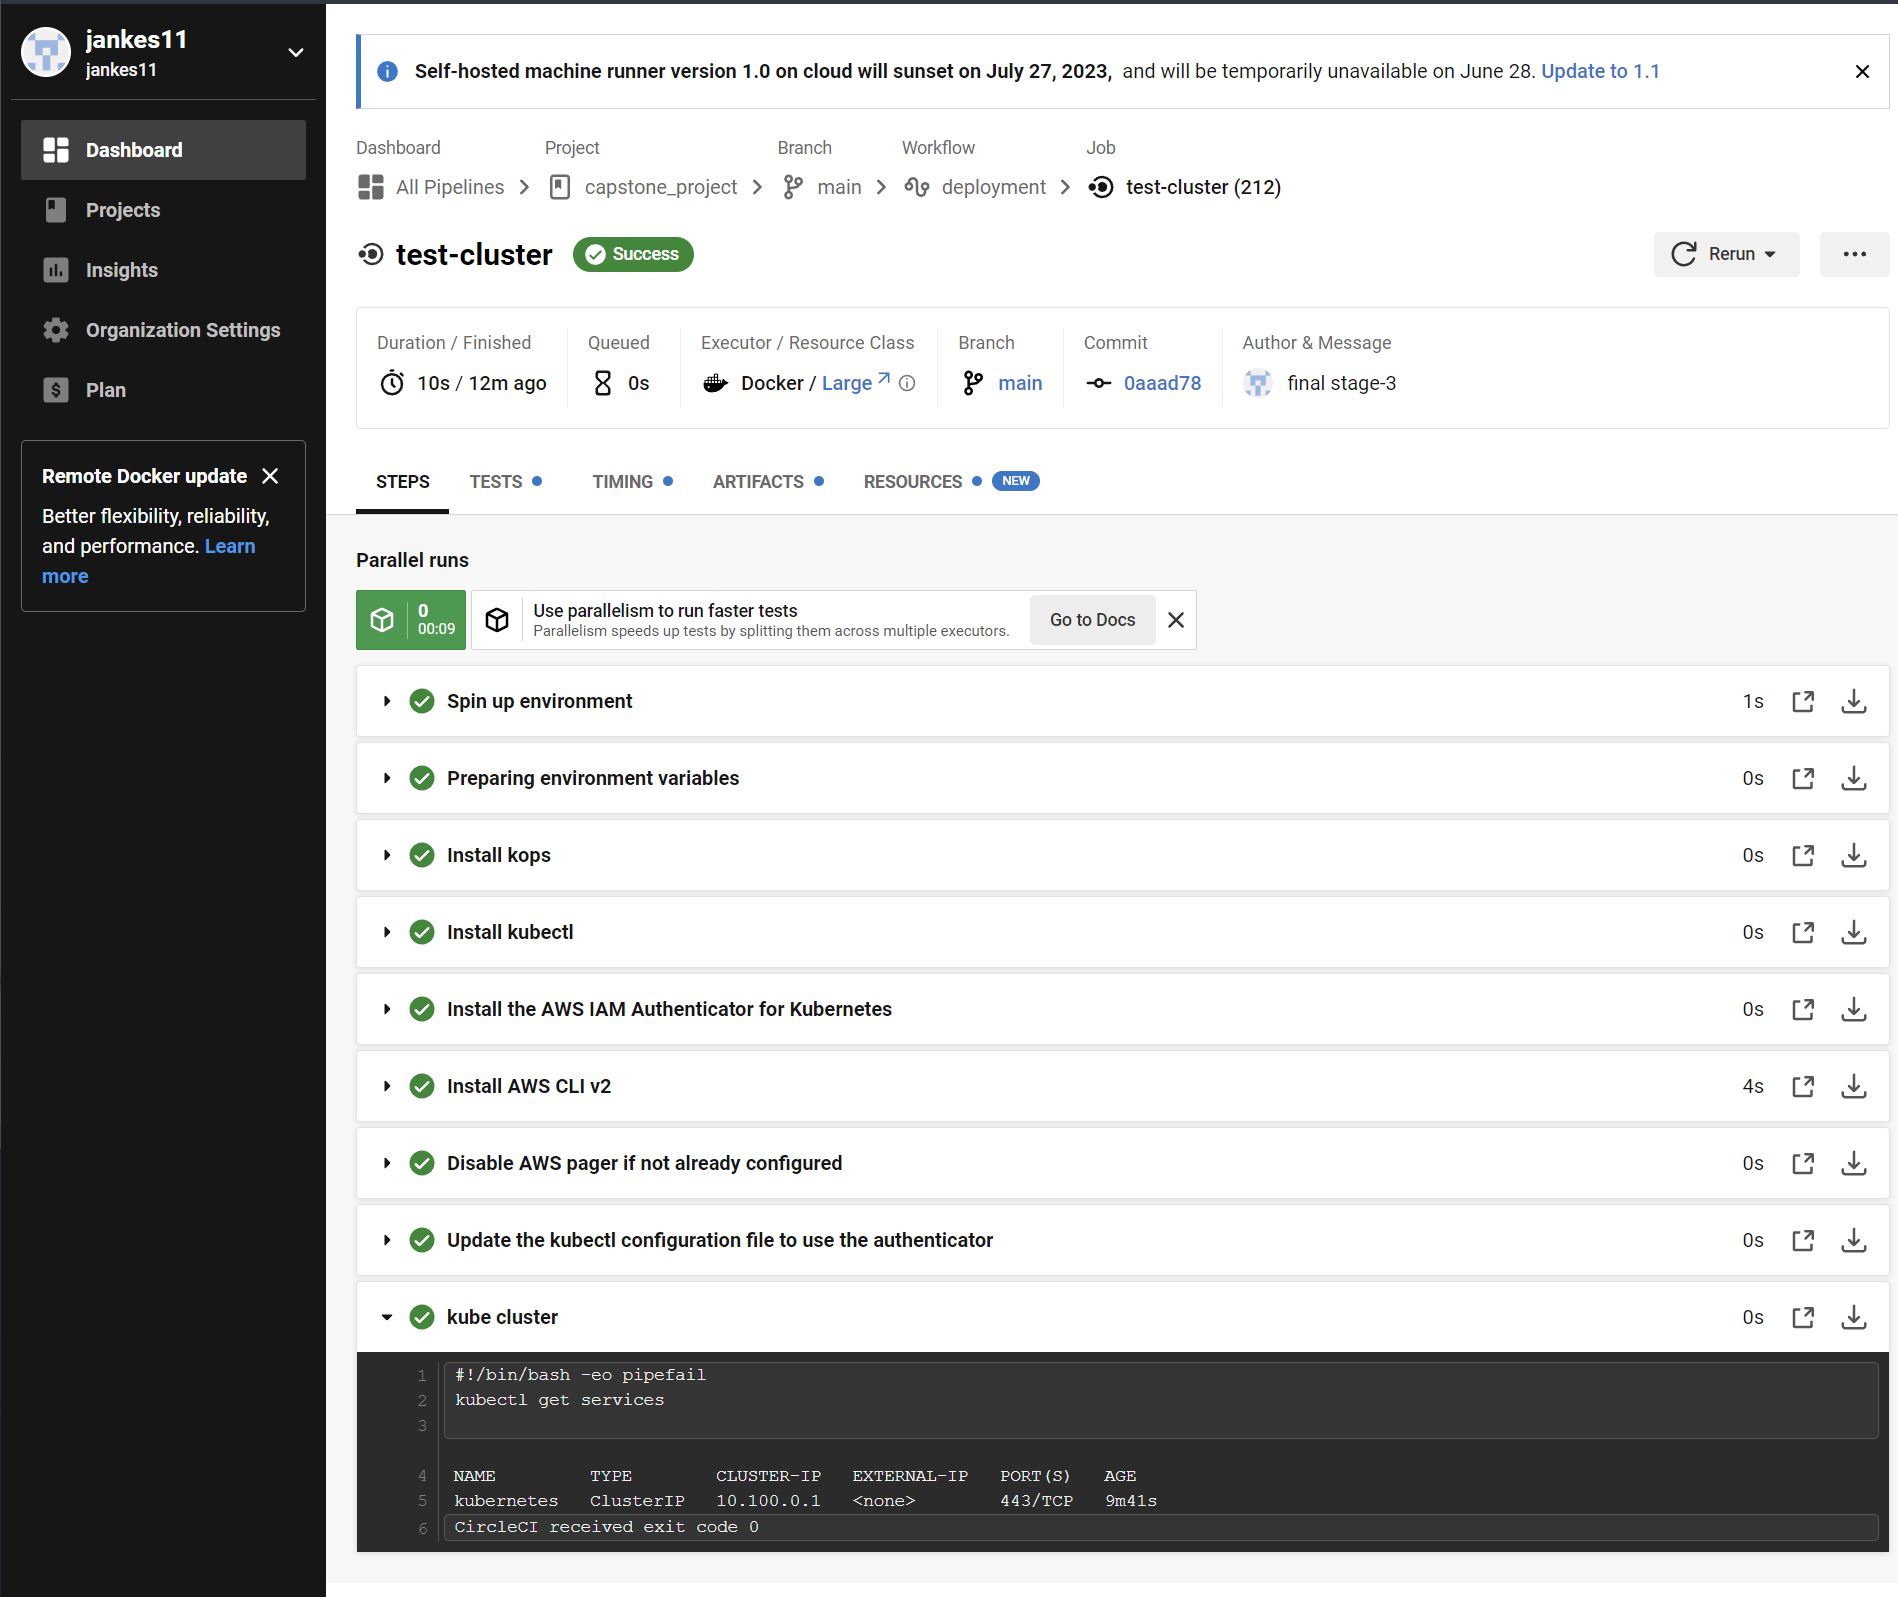 jankes11
jankes11
Dashboard
Projects
Insights
Organization Settings
Plan
Remote Docker update
Better flexibility, reliability,
and performance. Learn
more
Self-hosted machine runner version 1.0 on cloud will sunset on July 27, 2023, and will be temporarily unavailable on June 28. Update to 1.1
Dashboard Project Branch Workflow Job
All Pipelines capstone_project main deployment test-cluster (212)
test-cluster Success Rerun
Duration / Finished Queued Executor / Resource Class Branch Commit Author & Message
10s / 12m ago 0s Docker / Large main 0aaad78 final stage-3
STEPS TESTS TIMING ARTIFACTS RESOURCES NEW
Parallel runs
0
00:09
Use parallelism to run faster tests
Parallelism speeds up tests by splitting them across multiple executors.
Go to Docs
Spin up environment 1s
Preparing environment variables 0s
Install kops 0s
Install kubectl 0s
Install the AWS IAM Authenticator for Kubernetes 0s
Install AWS CLI v2 4s
Disable AWS pager if not already configured 0s
Update the kubectl configuration file to use the authenticator 0s
kube cluster 0s
1 #!/bin/bash -eo pipefail
2 kubectl get services
3
4 NAME TYPE CLUSTER-IP EXTERNAL-IP PORT(S) AGE
5 kubernetes ClusterIP 10.100.0.1 <none> 443/TCP 9m41s
6 CircleCI received exit code 0